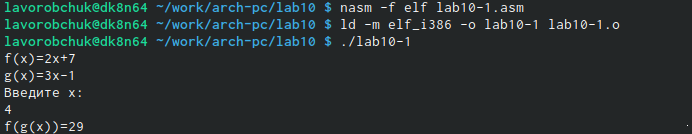 lavorobchuk@dk8n64 ~/work/arch-pc/lab10 $ nasm -f elf lab10-1.asm
lavorobchuk@dk8n64 ~/work/arch-pc/lab10 $ ld -m elf_i386 -o lab10-1 lab10-1.o
lavorobchuk@dk8n64 ~/work/arch-pc/lab10 $ ./lab10-1
f(x)=2x+7
g(x)=3x-1
Введите x:
4
f(g(x))=29